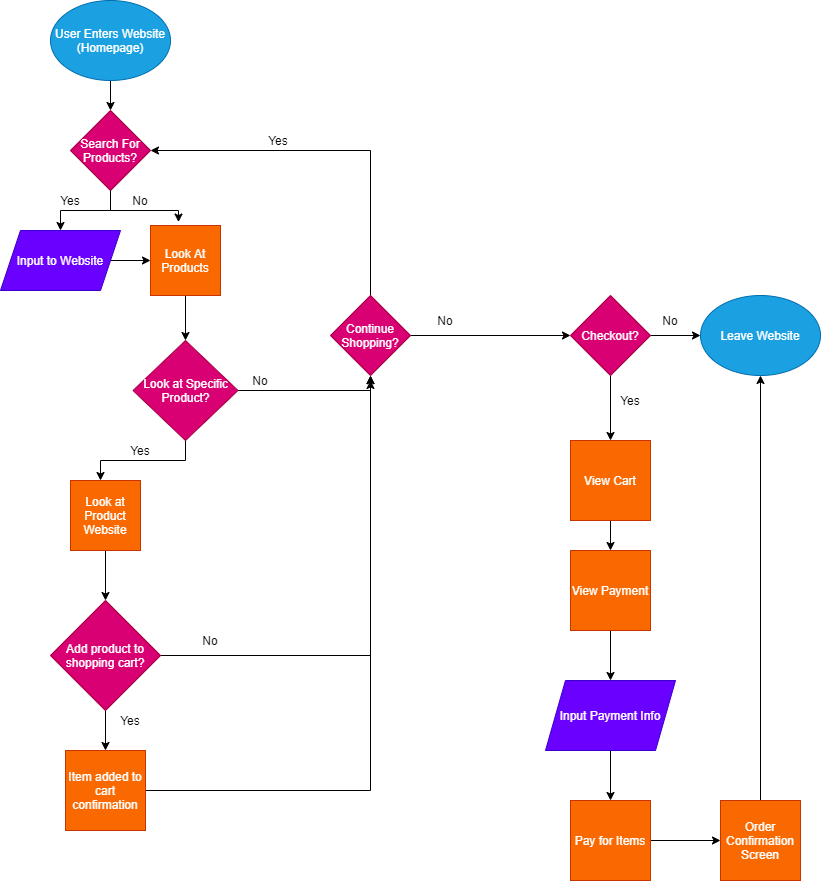 User Enters Website
(Homepage)
Search For
Products?
Yes
Yes
No
Input to Website
Look At
Products
Look at Specific
Product?
No
Yes
Look at
Product
Website
Add product to
shopping cart?
No
Yes
Item added to
cart
confirmation
Continue
Shopping?
No
Checkout?
No
Leave Website
Yes
View Cart
View Payment
Input Payment Info
Pay for Items
Order
Confirmation
Screen